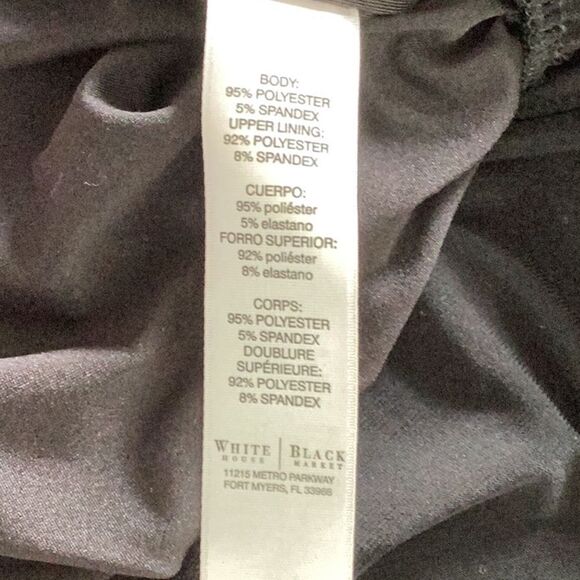 BODY:
95% POLYESTER
5% SPANDEX
UPPER LINING:
92% POLYESTER
8% SPANDEX
CUERPO:
95% poliéster
5% elastano
FORRO SUPERIOR:
92% poliéster
8% elastano
CORPS:
95% POLYESTER
5% SPANDEX
DOUBLURE
SUPÉRIEURE:
92% POLYESTER
8% SPANDEX
WHITE | BLACK
HOUSE | MARKET
11215 METRO PARKWAY
FORT MYERS, FL 33966